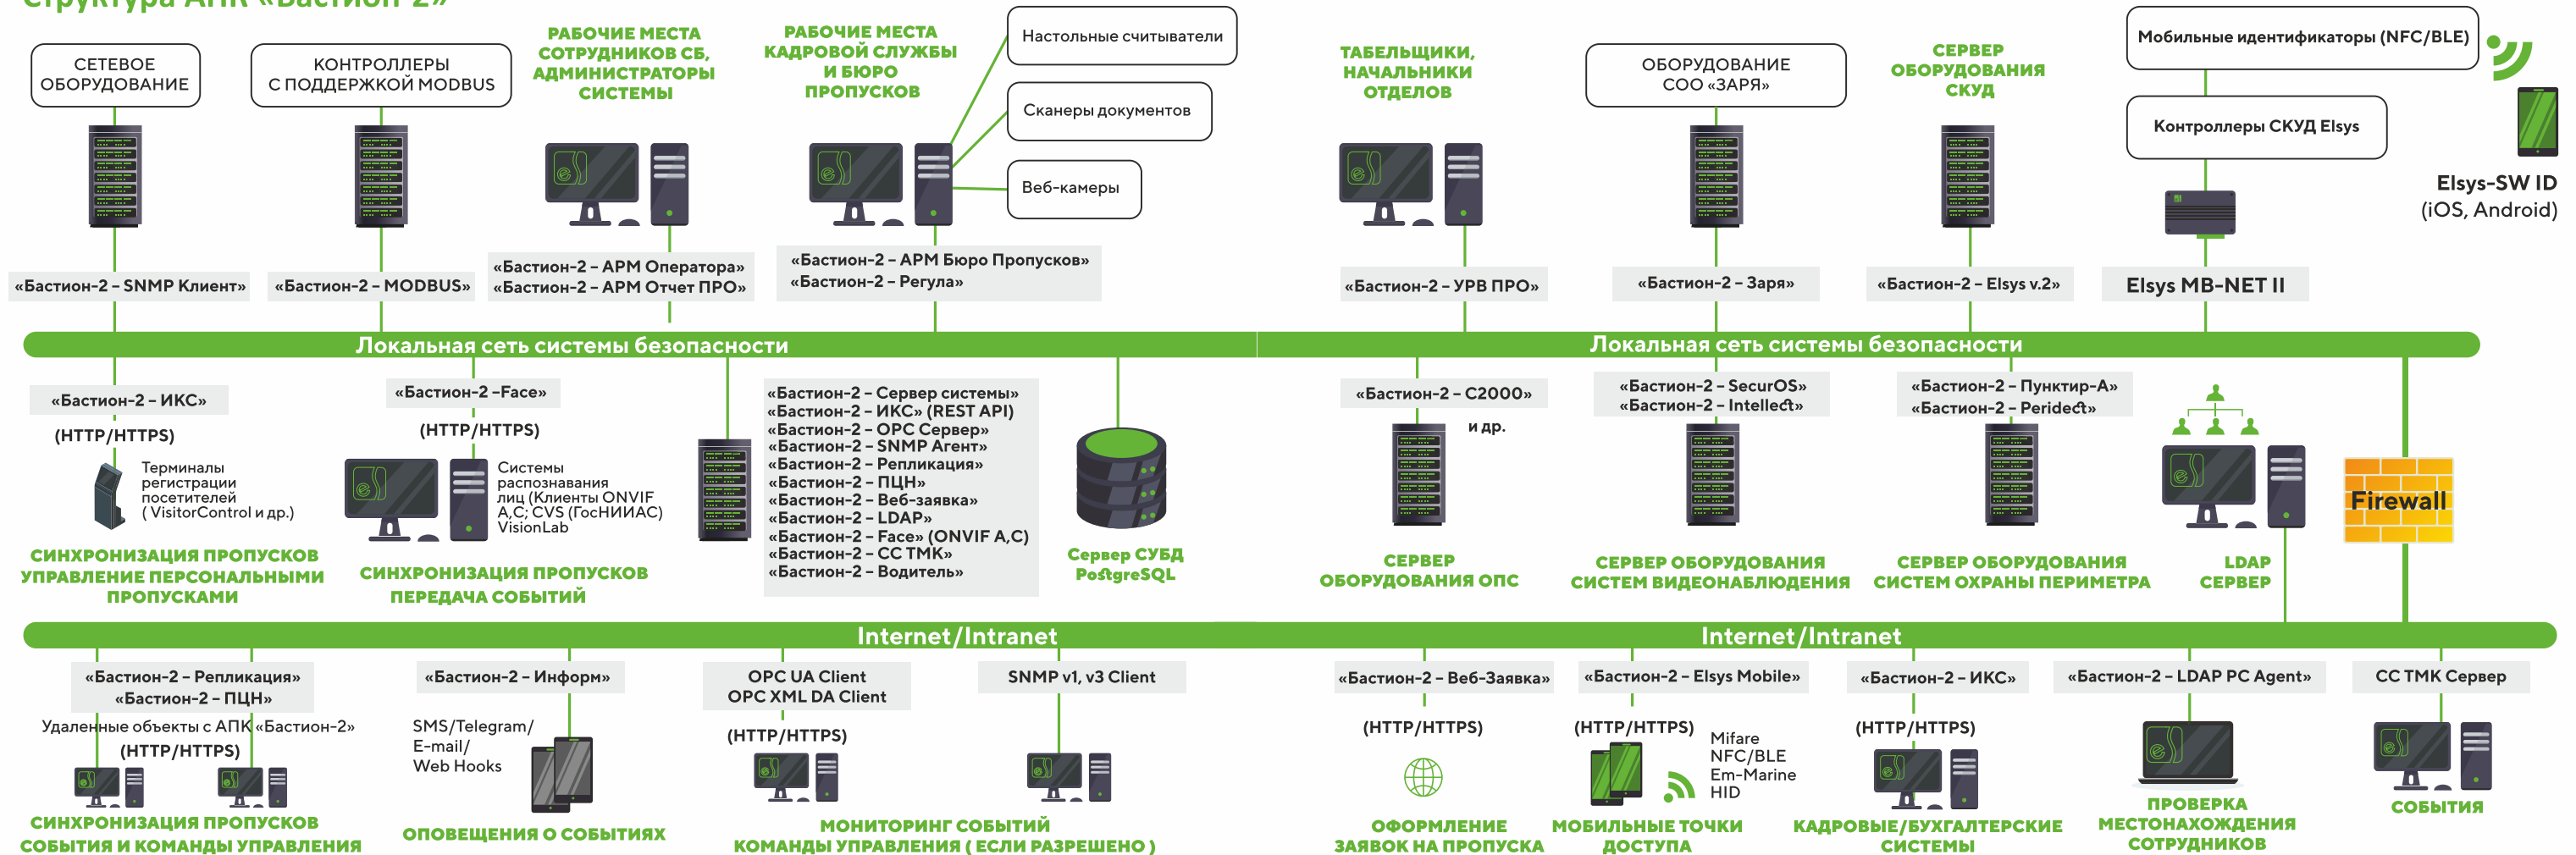 Структура АПК «Бастион-2»
СЕТЕВОЕ
ОБОРУДОВАНИЕ
КОНТРОЛЛЕРЫ
С ПОДДЕРЖКОЙ MODBUS
РАБОЧИЕ МЕСТА
СОТРУДНИКОВ СБ,
АДМИНИСТРАТОРЫ
СИСТЕМЫ
РАБОЧИЕ МЕСТА
КАДРОВОЙ СЛУЖБЫ
И БЮРО
ПРОПУСКОВ
Настольные считыватели
Сканеры документов
Веб-камеры
ТАБЕЛЬЩИКИ,
НАЧАЛЬНИКИ
ОТДЕЛОВ
ОБОРУДОВАНИЕ
СОО «ЗАРЯ»
СЕРВЕР
ОБОРУДОВАНИЯ
СКУД
Мобильные идентификаторы (NFC/BLE)
Контроллеры СКУД Elsys
Elsys-SW ID
(iOS, Android)
«Бастион-2 – SNMP Клиент»
«Бастион-2 – MODBUS»
«Бастион-2 – АРМ Оператора»
«Бастион-2 – АРМ Отчет ПРО»
«Бастион-2 – АРМ Бюро Пропусков»
«Бастион-2 – Регула»
«Бастион-2 – УРВ ПРО»
«Бастион-2 – Заря»
«Бастион-2 – Elsys v.2»
Elsys MB-NET II
Локальная сеть системы безопасности
Локальная сеть системы безопасности
«Бастион-2 – ИКС»
(HTTP/HTTPS)
Терминалы
регистрации
посетителей
( VisitorControl и др.)
СИНХРОНИЗАЦИЯ ПРОПУСКОВ
УПРАВЛЕНИЕ ПЕРСОНАЛЬНЫМИ
ПРОПУСКАМИ
«Бастион-2 –Face»
(HTTP/HTTPS)
Системы
распознавания
лиц (Клиенты ONVIF
A,C; CVS (ГосНИИАС)
VisionLab
СИНХРОНИЗАЦИЯ ПРОПУСКОВ
ПЕРЕДАЧА СОБЫТИЙ
«Бастион-2 – Сервер системы»
«Бастион-2 – ИКС» (REST API)
«Бастион-2 – OPC Сервер»
«Бастион-2 – SNMP Агент»
«Бастион-2 – Репликация»
«Бастион-2 – ПЦН»
«Бастион-2 – Веб-заявка»
«Бастион-2 – LDAP»
«Бастион-2 – Face» (ONVIF A,C)
«Бастион-2 – СС ТМК»
«Бастион-2 – Водитель»
Сервер СУБД
PostgreSQL
«Бастион-2 – С2000»
и др.
СЕРВЕР
ОБОРУДОВАНИЯ ОПС
«Бастион-2 – SecurOS»
«Бастион-2 – Intellect»
СЕРВЕР ОБОРУДОВАНИЯ
СИСТЕМ ВИДЕОНАБЛЮДЕНИЯ
«Бастион-2 – Пунктир-А»
«Бастион-2 – Peridect»
СЕРВЕР ОБОРУДОВАНИЯ
СИСТЕМ ОХРАНЫ ПЕРИМЕТРА
LDAP
СЕРВЕР
Firewall
Internet/Intranet
Internet/Intranet
«Бастион-2 – Репликация»
«Бастион-2 – ПЦН»
Удаленные объекты с АПК «Бастион-2»
(HTTP/HTTPS)
СИНХРОНИЗАЦИЯ ПРОПУСКОВ
СОБЫТИЯ И КОМАНДЫ УПРАВЛЕНИЯ
«Бастион-2 – Информ»
SMS/Telegram/
E-mail/
Web Hooks
ОПОВЕЩЕНИЯ О СОБЫТИЯХ
OPC UA Client
OPC XML DA Client
(HTTP/HTTPS)
SNMP v1, v3 Client
МОНИТОРИНГ СОБЫТИЙ
КОМАНДЫ УПРАВЛЕНИЯ ( ЕСЛИ РАЗРЕШЕНО )
«Бастион-2 – Веб-Заявка»
(HTTP/HTTPS)
ОФОРМЛЕНИЕ
ЗАЯВОК НА ПРОПУСКА
«Бастион-2 – Elsys Mobile»
(HTTP/HTTPS)
Mifare
NFC/BLE
Em-Marine
HID
МОБИЛЬНЫЕ ТОЧКИ
ДОСТУПА
«Бастион-2 – ИКС»
(HTTP/HTTPS)
КАДРОВЫЕ/БУХГАЛТЕРСКИЕ
СИСТЕМЫ
«Бастион-2 – LDAP PC Agent»
ПРОВЕРКА
МЕСТОНАХОЖДЕНИЯ
СОТРУДНИКОВ
СС ТМК Сервер
СОБЫТИЯ